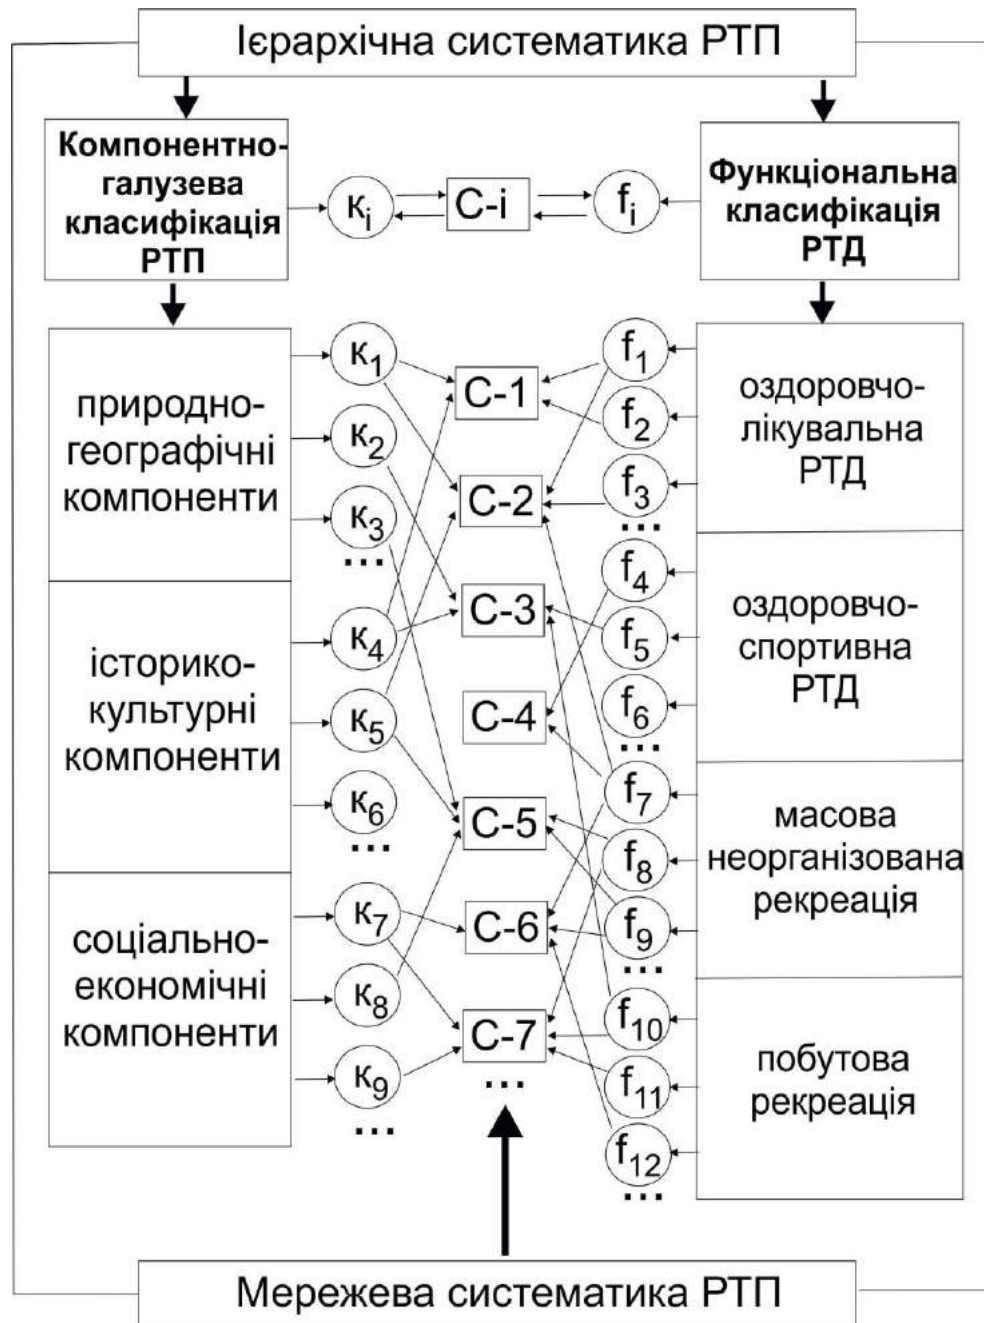 Ієрархічна систематика РТП
Компонентно-
галузева
класифікація
РТП
кi
С-і
fi
Функціональна
класифікація
РТД
природно-
географічні
компоненти
історико-
культурні
компоненти
соціально-
економічні
компоненти
к1
к2
к3
...
к4
к5
к6
...
к7
к8
к9
...
С-1
С-2
С-3
С-4
С-5
С-6
С-7
...
f1
f2
f3
...
f4
f5
f6
...
f7
f8
f9
...
f10
f11
f12
...
оздоровчо-
лікувальна
РТД
оздоровчо-
спортивна
РТД
масова
неорганізована
рекреація
побутова
рекреація
Мережева систематика РТП